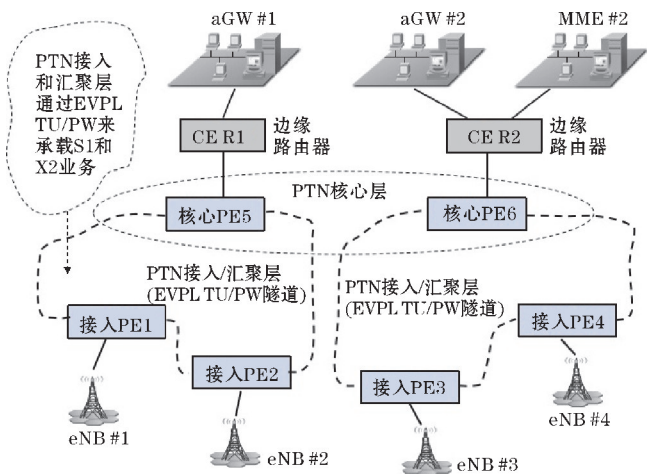 aGW #1
aGW #2
MME #2
PTN接入
和汇聚层
通过EVPL
TU/PW来
承载S1和
X2业务
CE R1
边缘
路由器
CE R2
边缘
路由器
PTN核心层
核心PE5
核心PE6
PTN接入/汇聚层
(EVPL TU/PW隧道)
PTN接入/汇聚层
(EVPL TU/PW隧道)
接入PE1
接入PE2
接入PE3
接入PE4
eNB #1
eNB #2
eNB #3
eNB #4